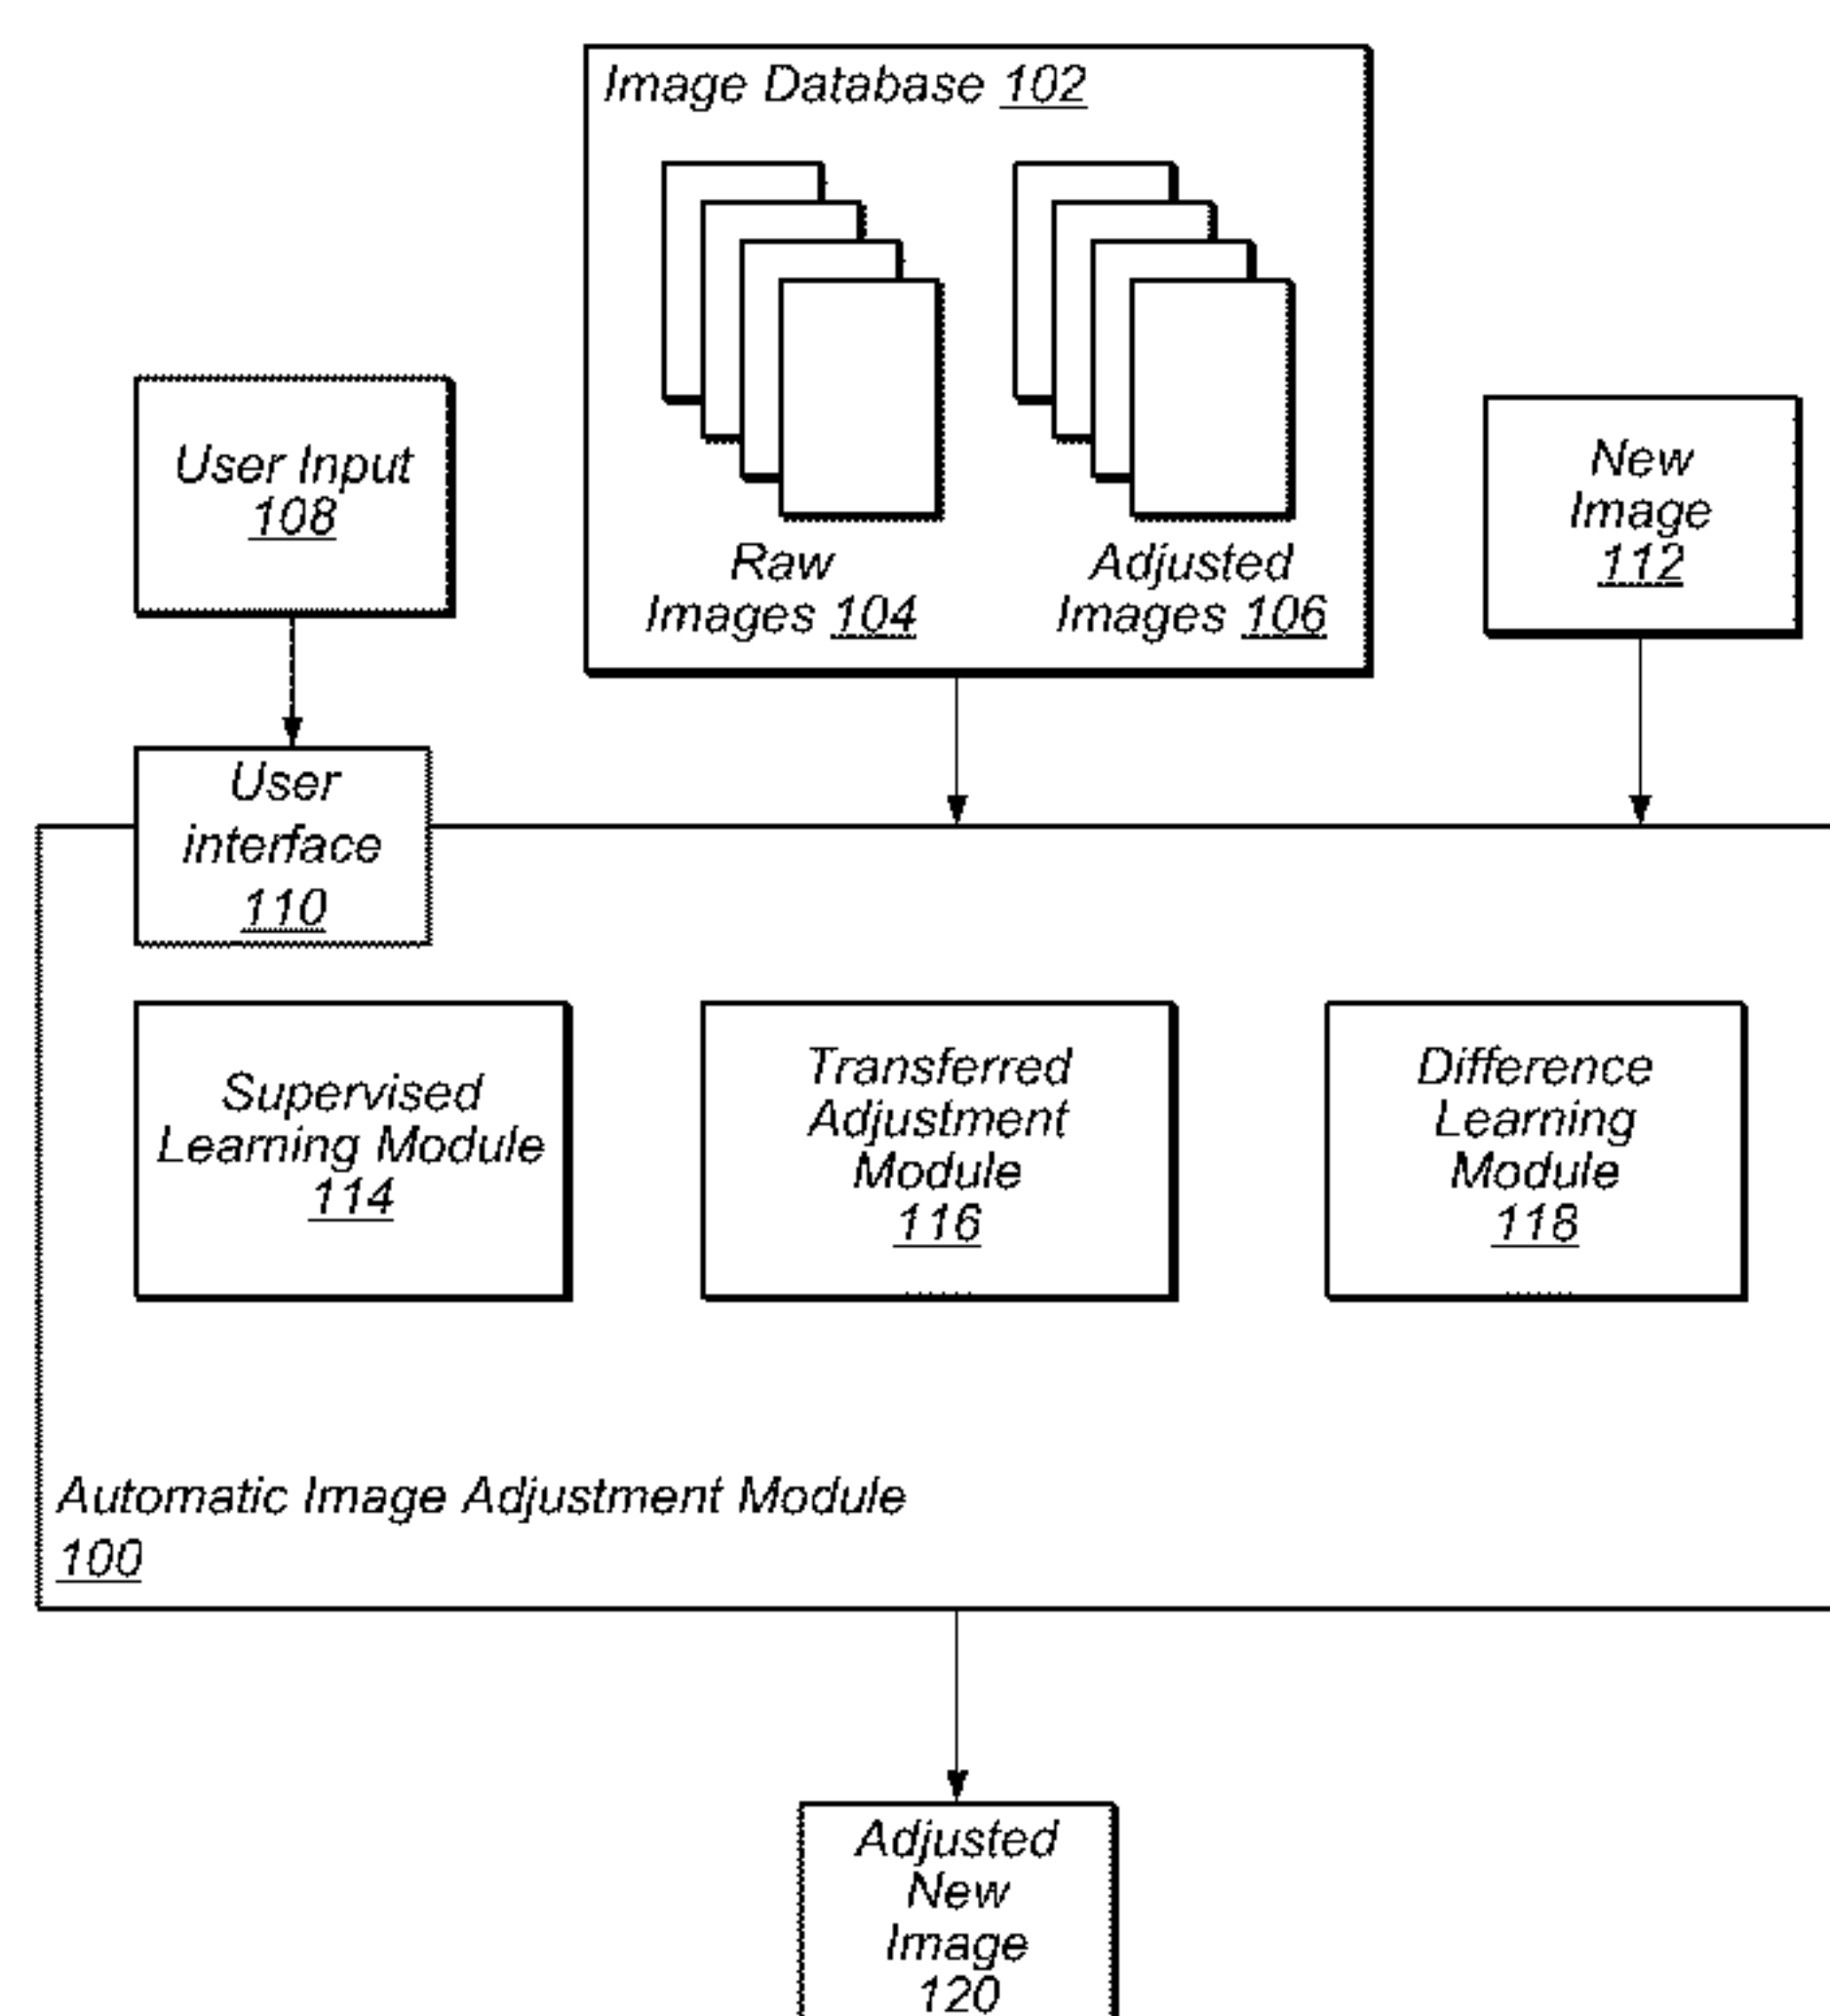 Image Database 102
Raw
Images 104
Adjusted
Images 106
User Input
108
New
Image
112
User
interface
110
Supervised
Learning Module
114
Transferred
Adjustment
Module
116
Difference
Learning
Module
118
Automatic Image Adjustment Module
100
Adjusted
New
Image
120